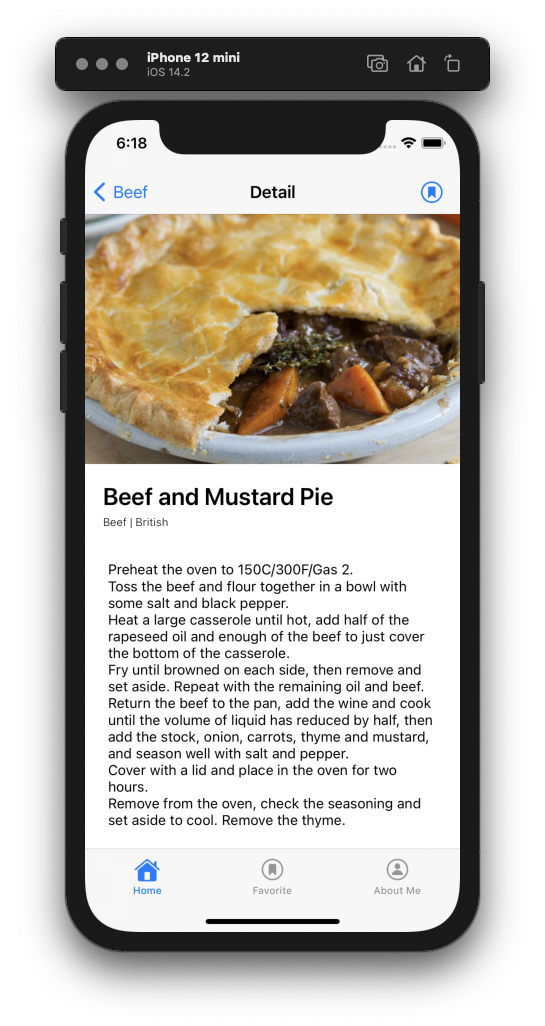 iPhone 12 mini
iOS 14.2
6:18
Beef
Detail
Beef and Mustard Pie
Beef | British
Preheat the oven to 150C/300F/Gas 2.
Toss the beef and flour together in a bowl with
some salt and black pepper.
Heat a large casserole until hot, add half of the
rapeseed oil and enough of the beef to just cover
the bottom of the casserole.
Fry until browned on each side, then remove and
set aside. Repeat with the remaining oil and beef.
Return the beef to the pan, add the wine and cook
until the volume of liquid has reduced by half, then
add the stock, onion, carrots, thyme and mustard,
and season well with salt and pepper.
Cover with a lid and place in the oven for two
hours.
Remove from the oven, check the seasoning and
set aside to cool. Remove the thyme.
Home
Favorite
About Me